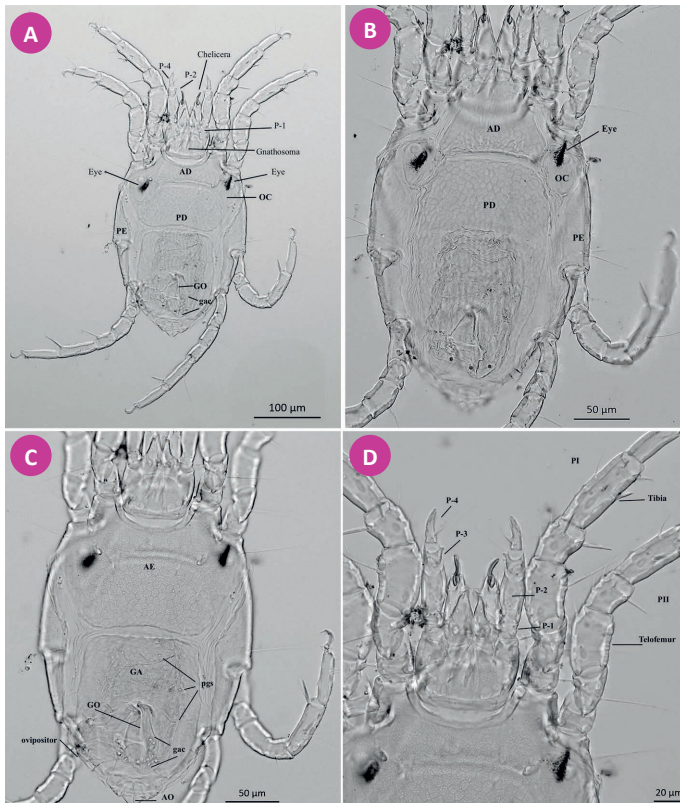 A
P-4
Chelicera
P-2
P-1
Gnathosoma
AD
Eye
Eye
OC
PD
PE
GO
gac
100 µm
B
AD
Eye
OC
PD
PE
50 µm
C
AE
GA
pgs
GO
gac
ovipositor
AO
50 µm
D
PI
P-4
Tibia
P-3
P-2
PII
P-1
Telofemur
20 µm